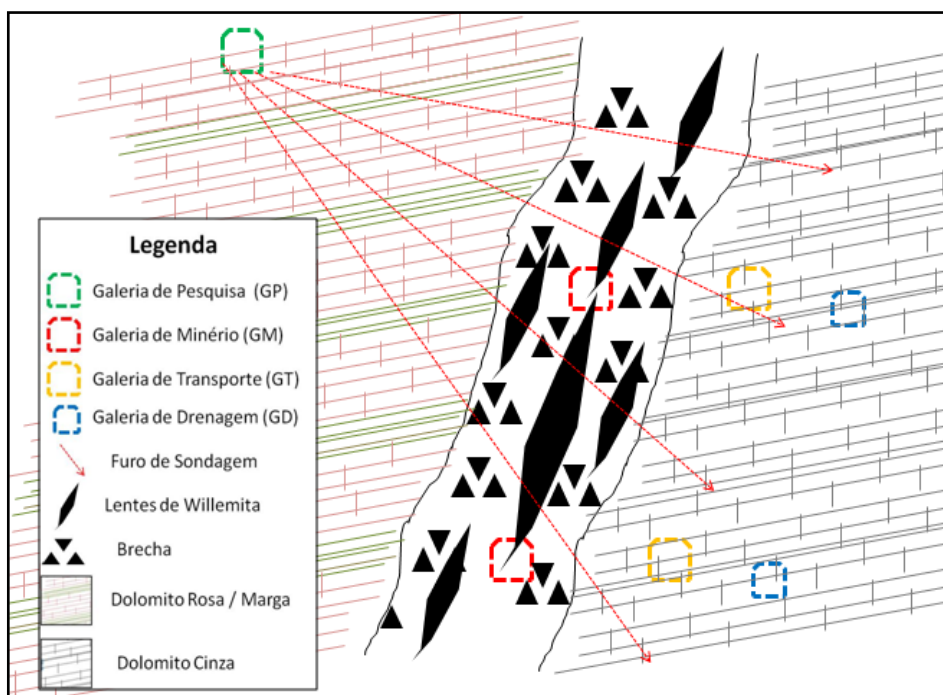 Legenda
Galeria de Pesquisa (GP)
Galeria de Minério (GM)
Galeria de Transporte (GT)
Galeria de Drenagem (GD)
Furo de Sondagem
Lentes de Willemita
Brecha
Dolomito Rosa / Marga
Dolomito Cinza